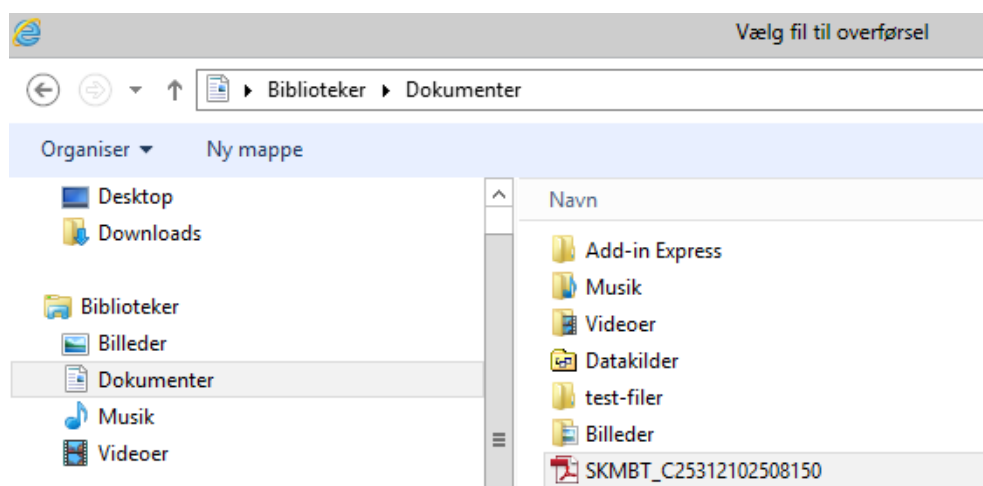 Vælg fil til overførsel
Biblioteker Dokumenter
Organiser Ny mappe
Desktop
Downloads
Biblioteker
Billeder
Dokumenter
Musik
Videoer
Navn
Add-in Express
Musik
Videoer
Datakilder
test-filer
Billeder
SKMBT_C25312102508150